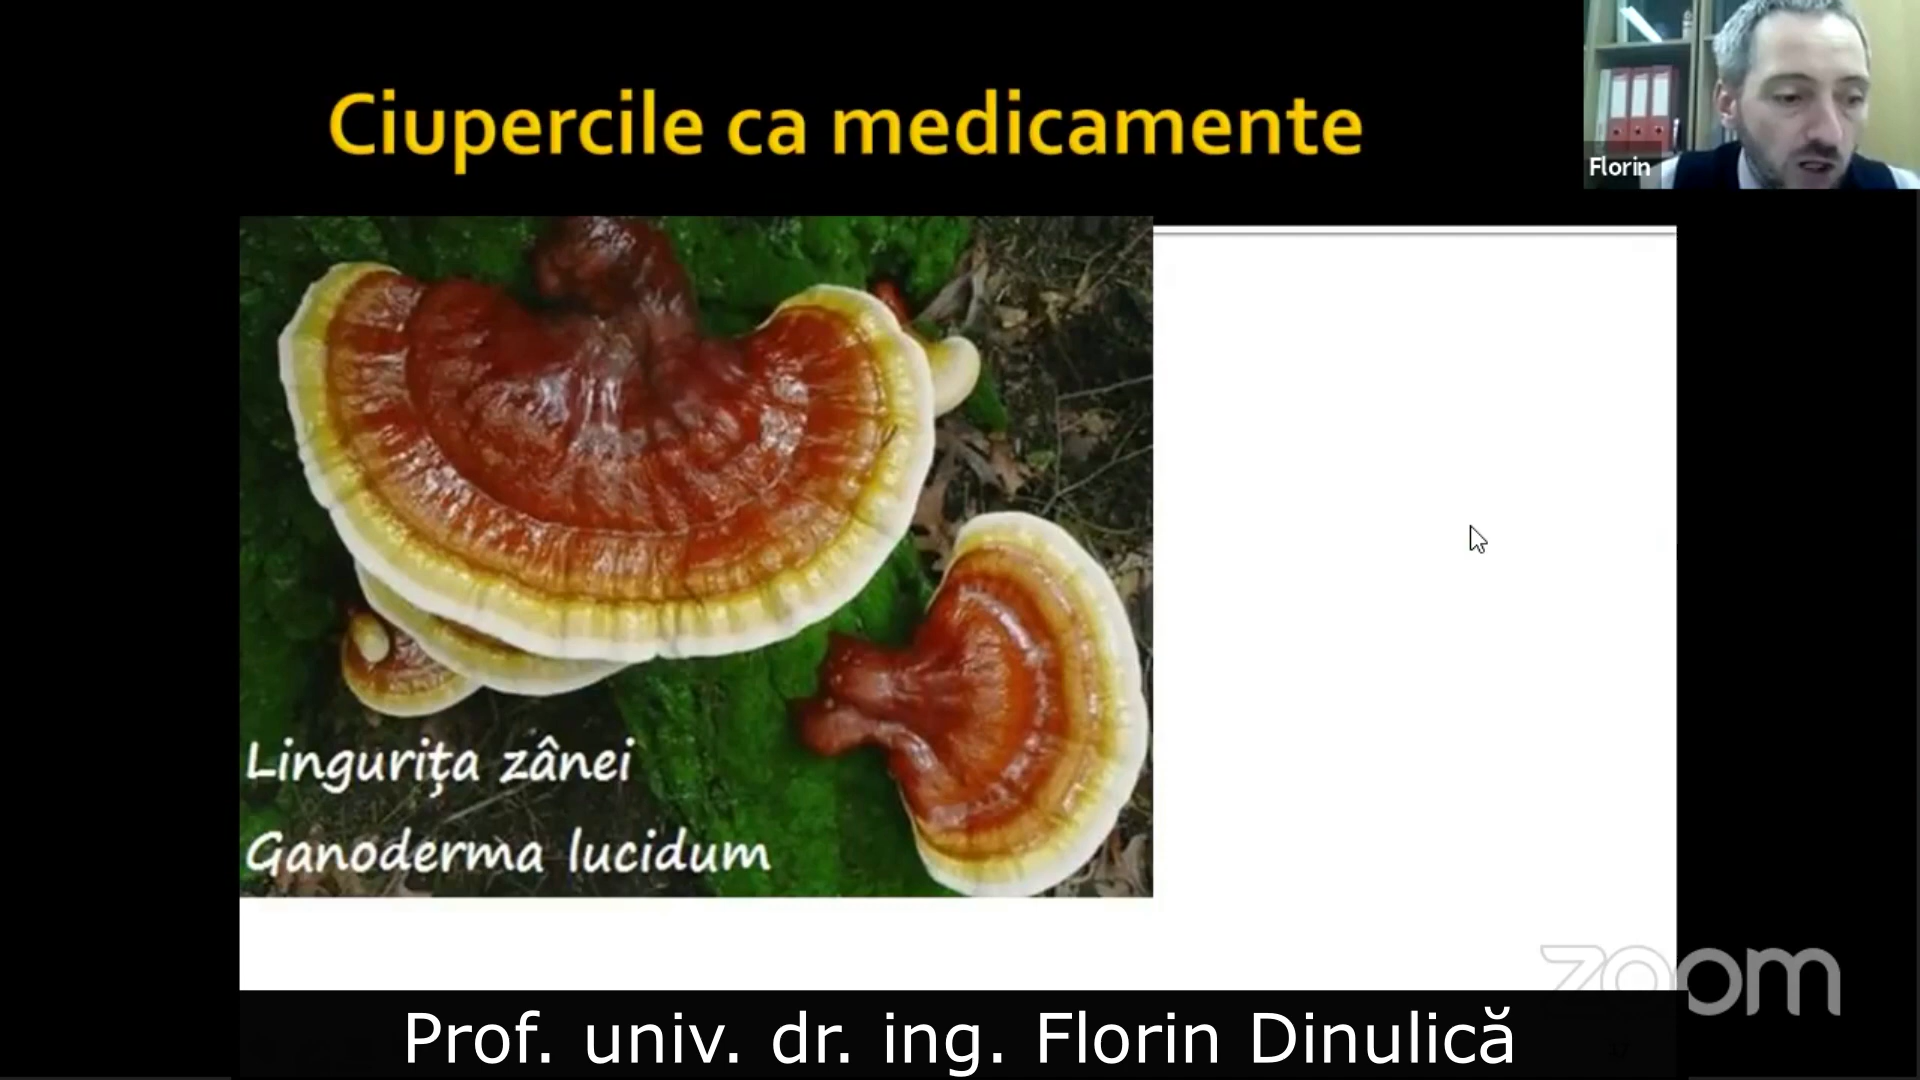 Ciupercile ca medicamente
Florin
Lingurița zânei
Ganoderma lucidum
zoom
Prof. univ. dr. ing. Florin Dinulică